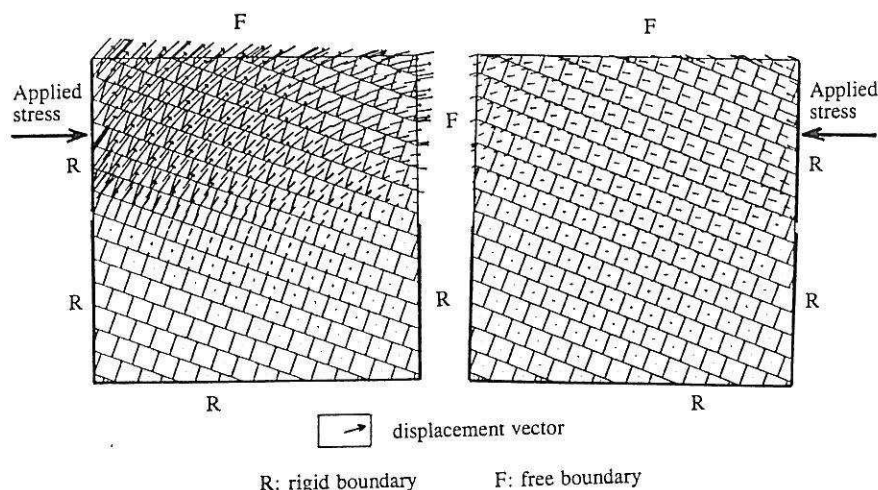 F
F
Applied
stress
Applied
stress
F
R
R
R
R
R
R
R
displacement vector
R: rigid boundary F: free boundary